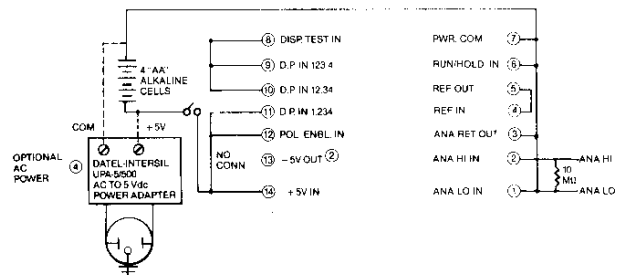 ⑧ DISP. TEST IN
⑨ D.P. IN 123.4
⑩ D.P. IN 12.34
⑪ D.P. IN 1.234
⑫ POL. ENBL. IN
⑬ -5V OUT ②
⑭ +5V IN
NO
CONN
PWR. COM ⑦
RUN/HOLD IN ⑥
REF OUT ⑤
REF IN ④
ANA RET OUT ③
ANA HI IN ②
ANA LO IN ①
ANA HI
10
MΩ
ANA LO
4 "AA"
ALKALINE
CELLS
COM
+5V
OPTIONAL
AC
POWER
④
DATEL-INTERSIL
UPA-5/500
AC TO 5 Vdc
POWER ADAPTER